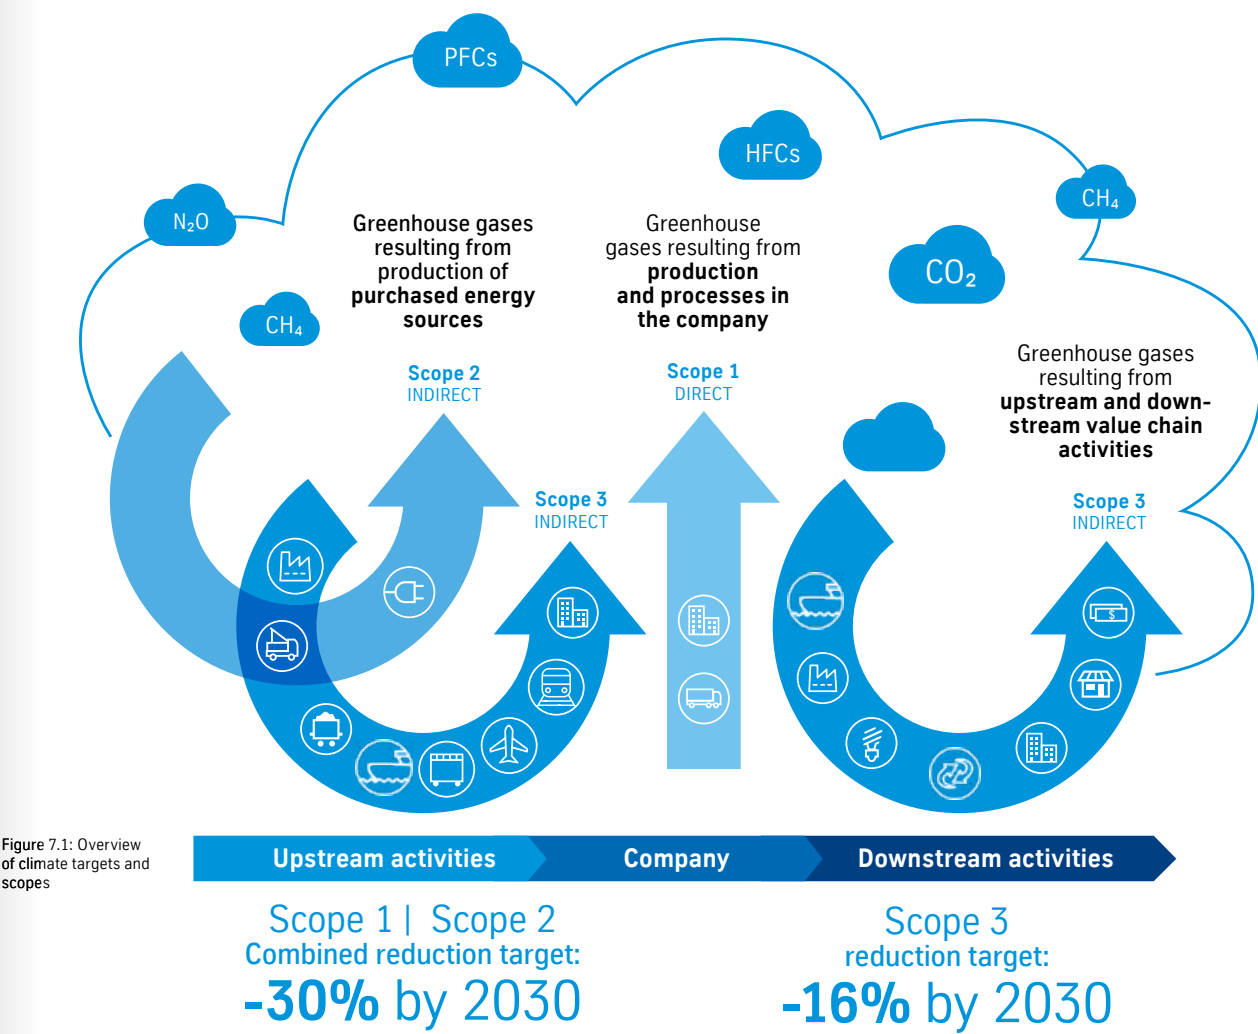 PFCs
HFCs
CH₄
N₂O
Greenhouse gases
resulting from
production of
purchased energy
sources
Greenhouse
gases resulting from
production
and processes in
the company
CO₂
CH₄
Greenhouse gases
resulting from
upstream and down-
stream value chain
activities
Scope 2
INDIRECT
Scope 1
DIRECT
Scope 3
INDIRECT
Scope 3
INDIRECT
$
Figure 7.1: Overview
of climate targets and
scopes
Upstream activities
Company
Downstream activities
Scope 1 | Scope 2
Combined reduction target:
-30% by 2030
Scope 3
reduction target:
-16% by 2030